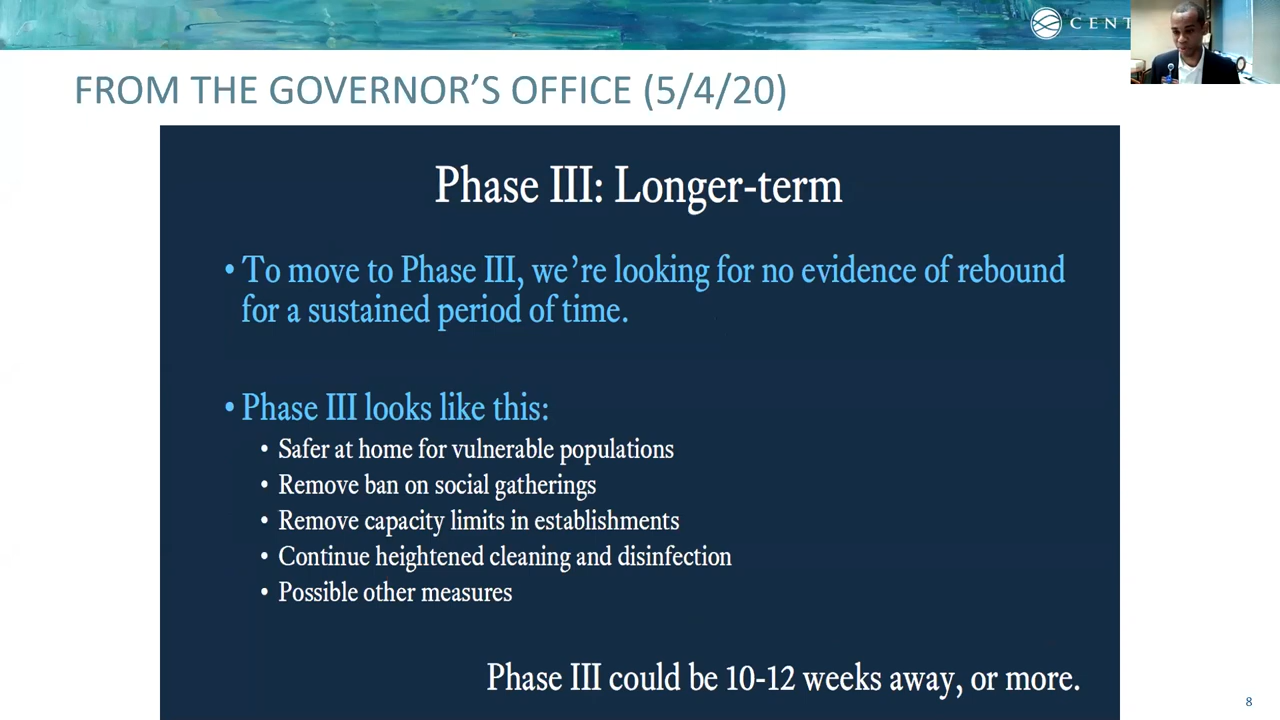 FROM THE GOVERNOR'S OFFICE (5/4/20)
Phase III: Longer-term
• To move to Phase III, we're looking for no evidence of rebound
for a sustained period of time.
• Phase III looks like this:
• Safer at home for vulnerable populations
• Remove ban on social gatherings
• Remove capacity limits in establishments
• Continue heightened cleaning and disinfection
• Possible other measures
Phase III could be 10-12 weeks away, or more.
8